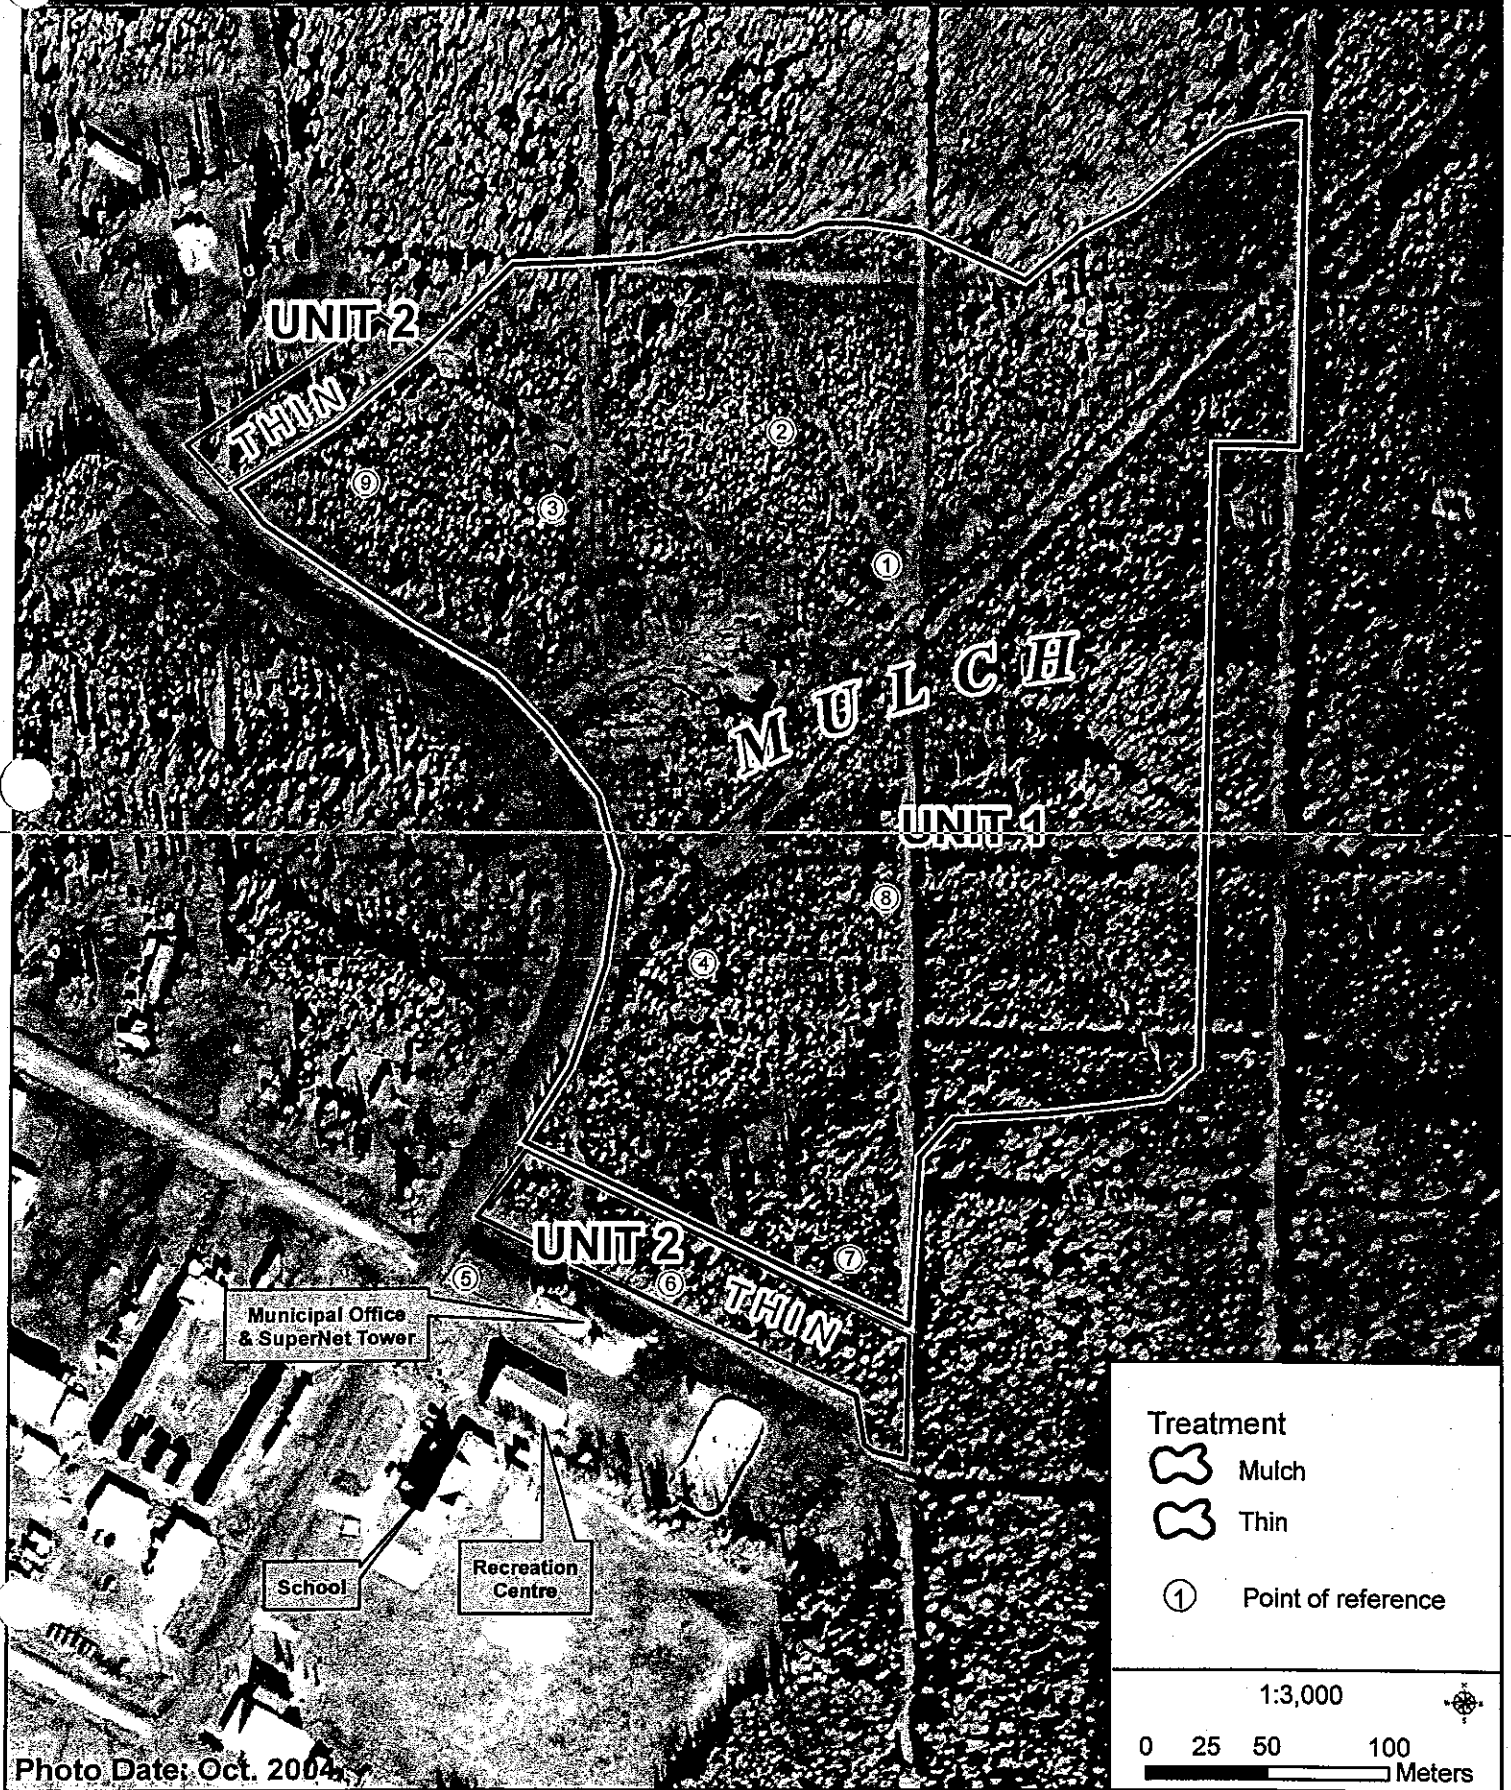 UNIT 2
THIN
2
9
3
1
MULCH
UNIT 1
8
4
UNIT 2
7
5
6
THIN
Municipal Office
& SuperNet Tower
School
Recreation
Centre
Treatment
Mulch
Thin
1 Point of reference
1:3,000
0 25 50 100
Meters
Photo Date: Oct. 2004